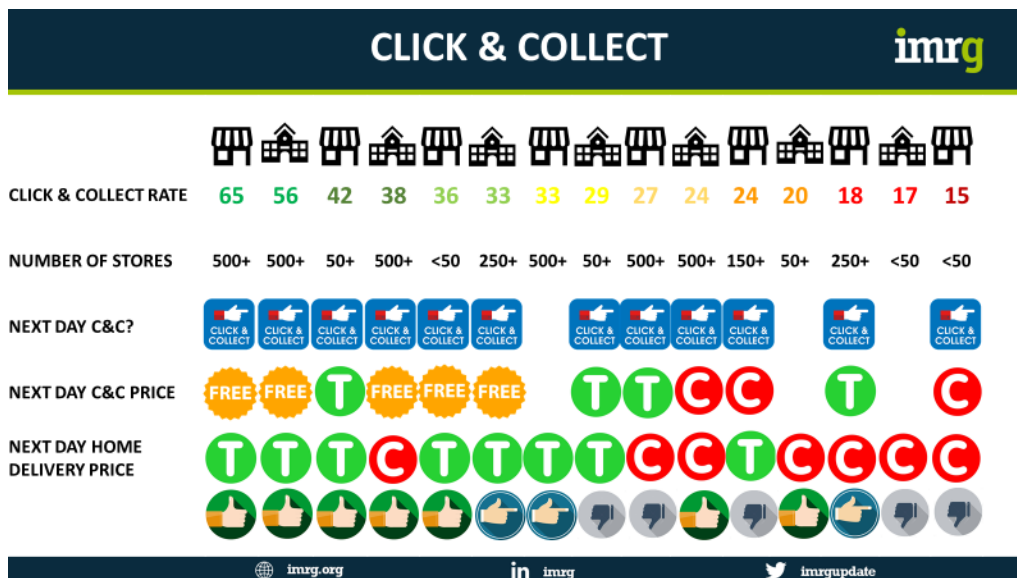 CLICK & COLLECT
imrg
CLICK & COLLECT RATE 65 56 42 38 36 33 33 29 27 24 24 20 18 17 15
NUMBER OF STORES 500+ 500+ 50+ 500+ <50 250+ 500+ 50+ 500+ 500+ 150+ 50+ 250+ <50 <50
NEXT DAY C&C? CLICK & COLLECT CLICK & COLLECT CLICK & COLLECT CLICK & COLLECT CLICK & COLLECT CLICK & COLLECT CLICK & COLLECT CLICK & COLLECT CLICK & COLLECT CLICK & COLLECT CLICK & COLLECT CLICK & COLLECT
NEXT DAY C&C PRICE FREE FREE T FREE FREE FREE T T C C T C
NEXT DAY HOME
DELIVERY PRICE T T T C T T T T C C T C C C C
imrg.org in imrg imrgupdate